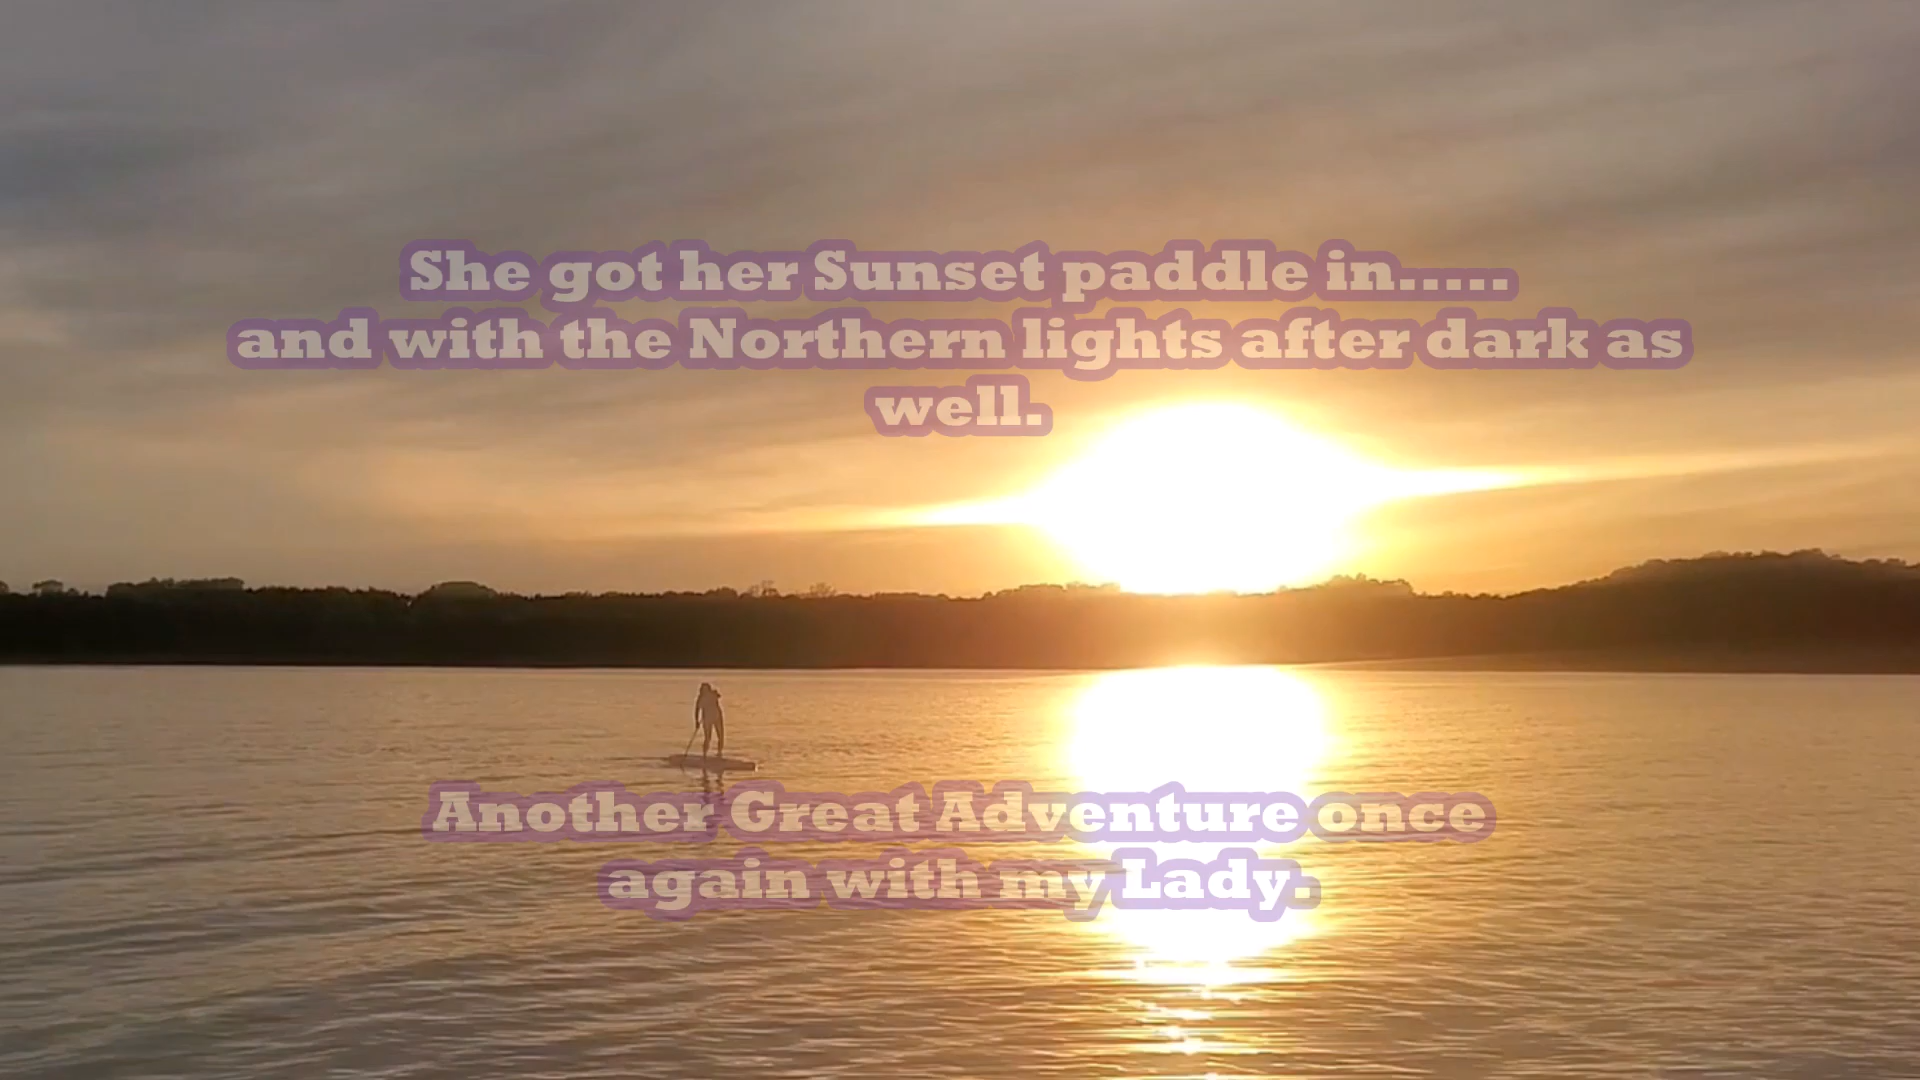 She got her Sunset paddle in.....
and with the Northern lights after dark as
well.
Another Great Adventure once
again with my Lady.